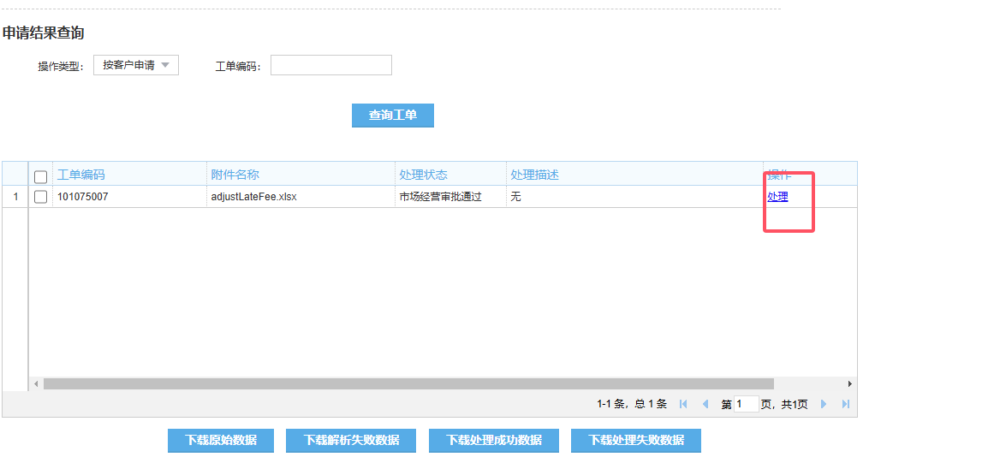 申请结果查询
操作类型： 按客户申请 工单编码：
查询工单
工单编码 附件名称 处理状态 处理描述 操作
1 101075007 adjustLateFee.xlsx 市场经营审批通过 无 处理
1-1 条，总 1 条 第 1 页，共1页
下载原始数据 下载解析失败数据 下载处理成功数据 下载处理失败数据